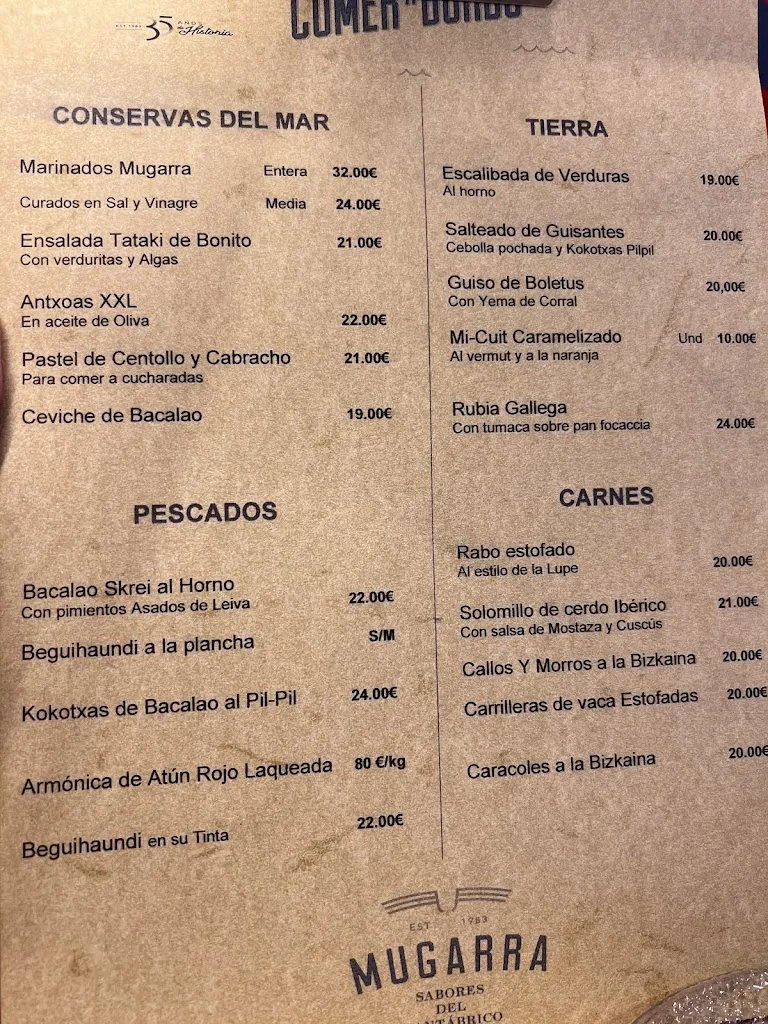 35 AÑOS
de Historia
COMER A BORDO
CONSERVAS DEL MAR
Marinados Mugarra Entera 32.00€
Curados en Sal y Vinagre Media 24.00€
Ensalada Tataki de Bonito 21.00€
Con verduritas y Algas
Antxoas XXL
En aceite de Oliva 22.00€
Pastel de Centollo y Cabracho 21.00€
Para comer a cucharadas
Ceviche de Bacalao 19.00€
PESCADOS
Bacalao Skrei al Horno
Con pimientos Asados de Leiva 22.00€
Beguihaundi a la plancha S/M
Kokotxas de Bacalao al Pil-Pil 24.00€
Armónica de Atún Rojo Laqueada 80 €/kg
Beguihaundi en su Tinta 22.00€
TIERRA
Escalibada de Verduras 19.00€
Al horno
Salteado de Guisantes 20.00€
Cebolla pochada y Kokotxas Pilpil
Guiso de Boletus 20,00€
Con Yema de Corral
Mi-Cuit Caramelizado Und 10.00€
Al vermut y a la naranja
Rubia Gallega
Con tumaca sobre pan focaccia 24.00€
CARNES
Rabo estofado
Al estilo de la Lupe 20.00€
Solomillo de cerdo Ibérico 21.00€
Con salsa de Mostaza y Cuscús
Callos Y Morros a la Bizkaina 20.00€
Carrilleras de vaca Estofadas 20.00€
Caracoles a la Bizkaina 20.00€
EST 1983
MUGARRA
SABORES
DEL
NTÁBRICO